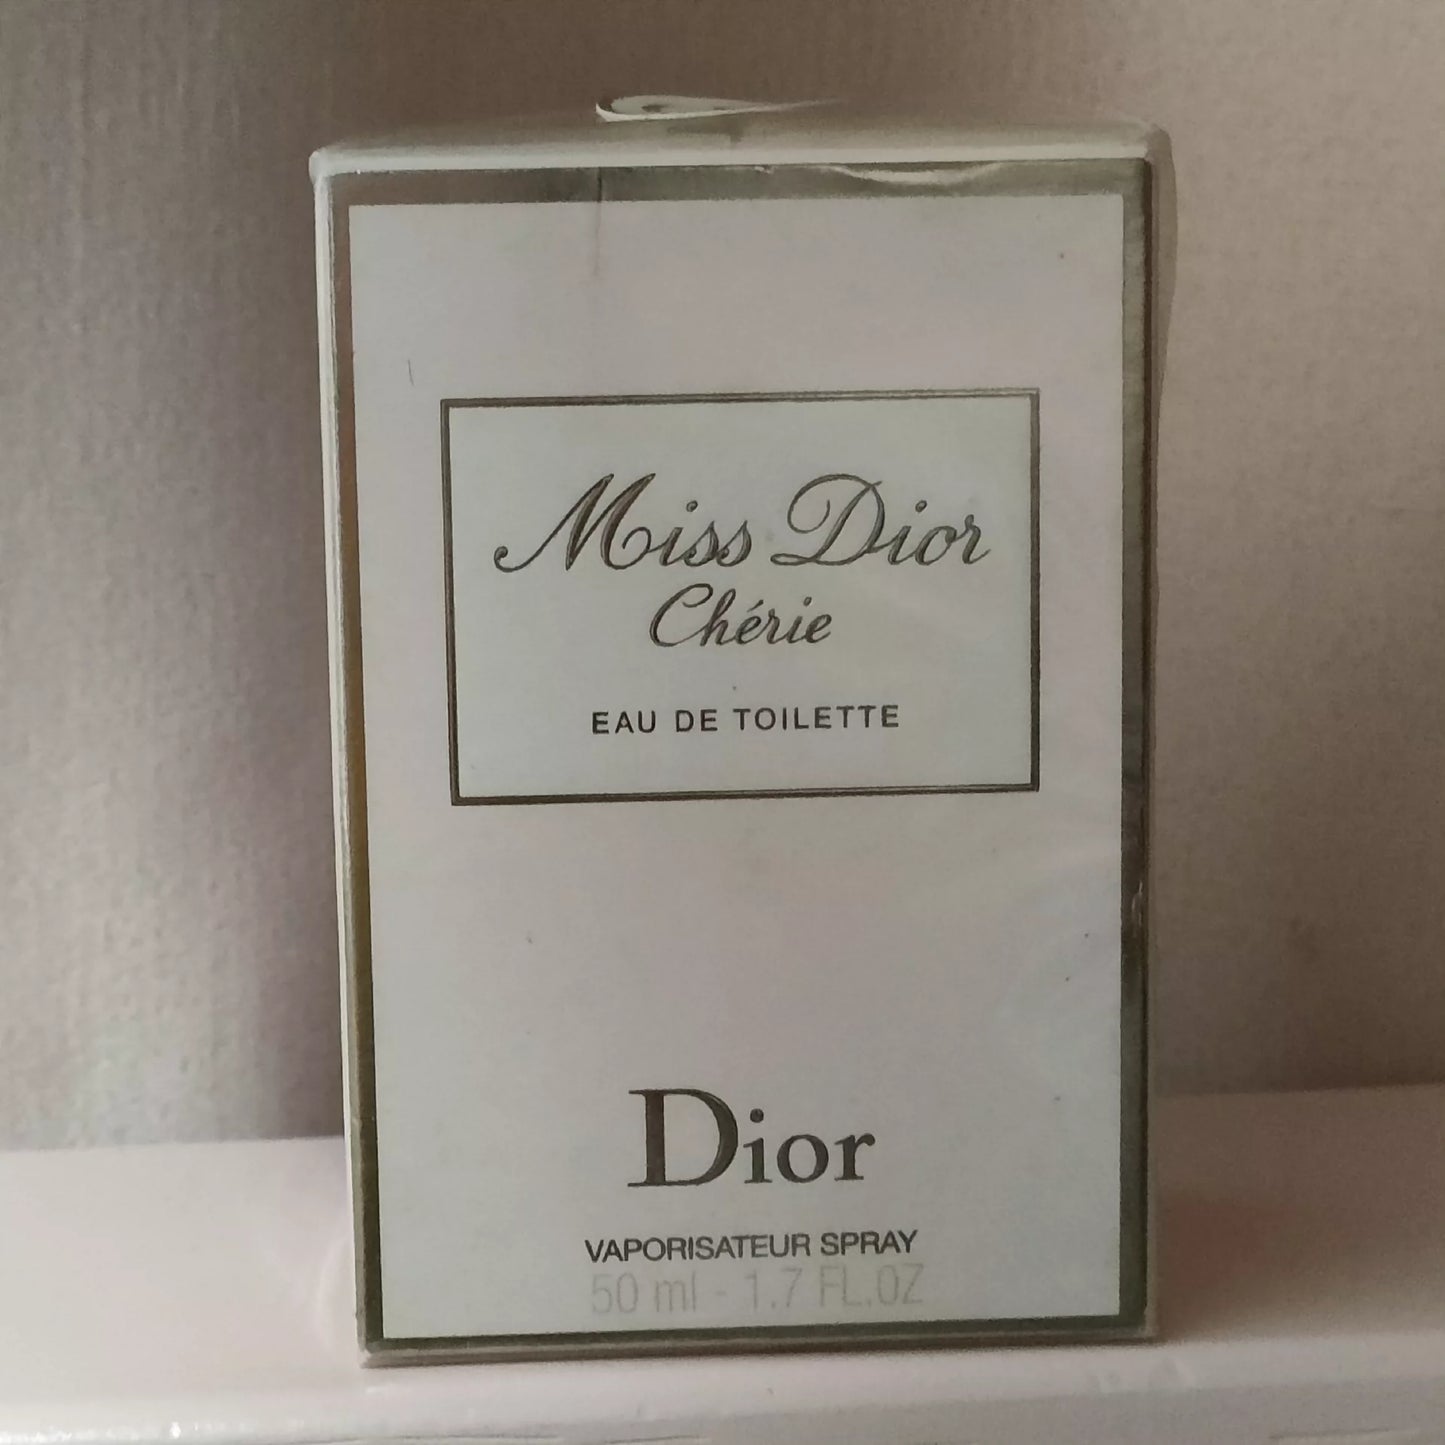 Miss Dior
Chérie
EAU DE TOILETTE
Dior
VAPORISATEUR SPRAY
50 ml - 1.7 FL.OZ